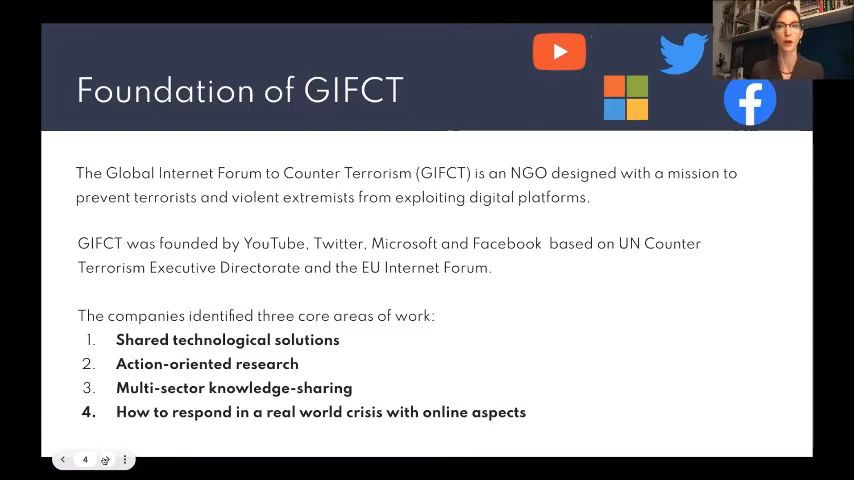 Foundation of GIFCT
The Global Internet Forum to Counter Terrorism (GIFCT) is an NGO designed with a mission to
prevent terrorists and violent extremists from exploiting digital platforms.
GIFCT was founded by YouTube, Twitter, Microsoft and Facebook based on UN Counter
Terrorism Executive Directorate and the EU Internet Forum.
The companies identified three core areas of work:
1. Shared technological solutions
2. Action-oriented research
3. Multi-sector knowledge-sharing
4. How to respond in a real world crisis with online aspects
4